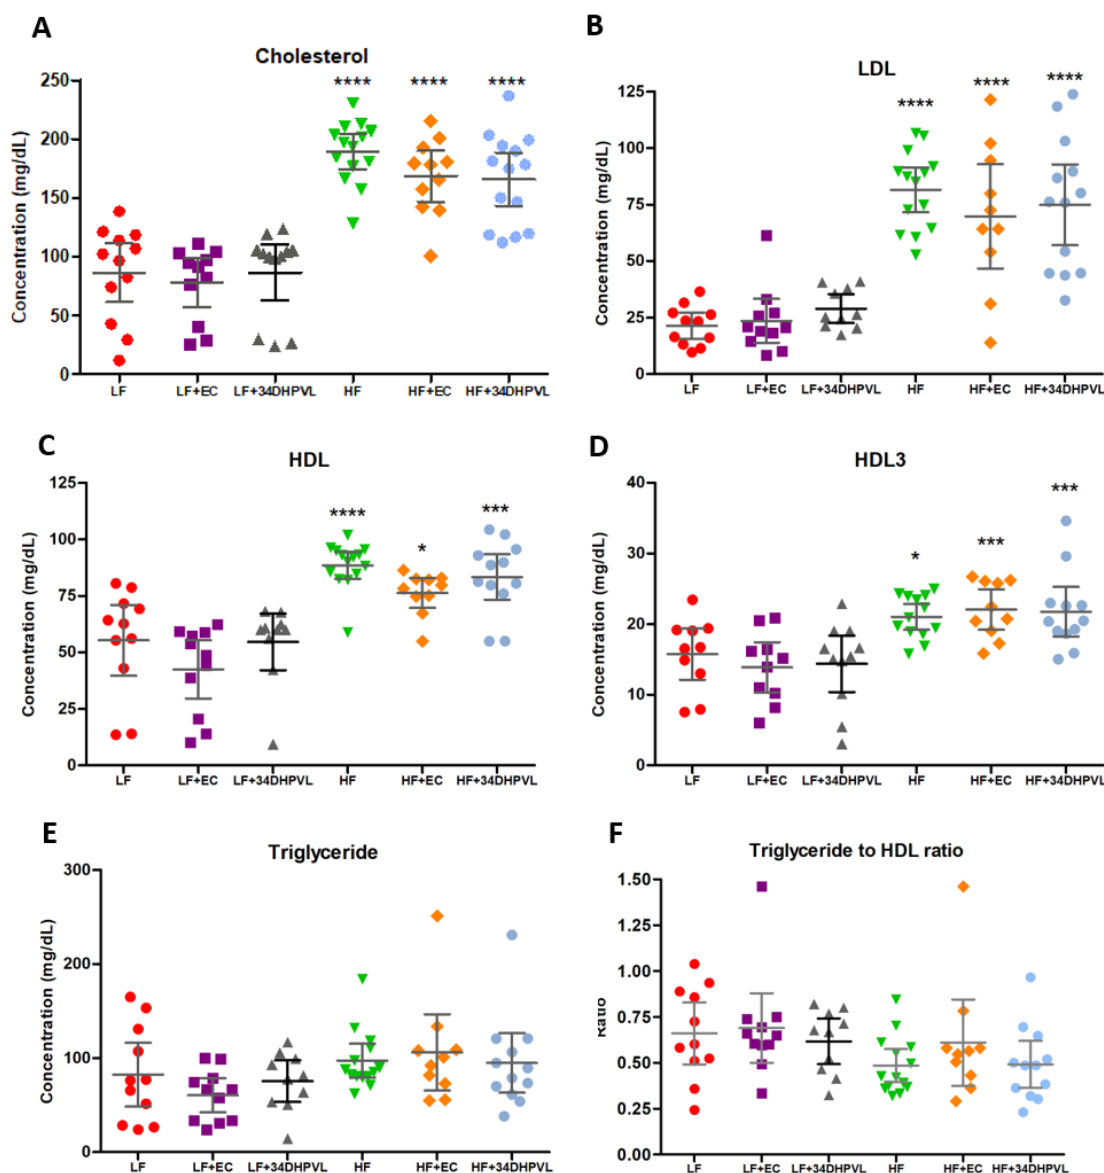 A
Cholesterol
**** **** ****
Concentration (mg/dL)
250
200
150
100
50
0
LF LF+EC LF+34DHPVL HF HF+EC HF+34DHPVL
B
LDL
**** **** ****
Concentration (mg/dL)
125
100
75
50
25
0
LF LF+EC LF+34DHPVL HF HF+EC HF+34DHPVL
C
HDL
**** * ***
Concentration (mg/dL)
125
100
75
50
25
0
LF LF+EC LF+34DHPVL HF HF+EC HF+34DHPVL
D
HDL3
* *** ***
Concentration (mg/dL)
40
30
20
10
0
LF LF+EC LF+34DHPVL HF HF+EC HF+34DHPVL
E
Triglyceride
Concentration (mg/dL)
300
200
100
0
LF LF+EC LF+34DHPVL HF HF+EC HF+34DHPVL
F
Triglyceride to HDL ratio
Ratio
1.50
1.25
1.00
0.75
0.50
0.25
0.00
LF LF+EC LF+34DHPVL HF HF+EC HF+34DHPVL